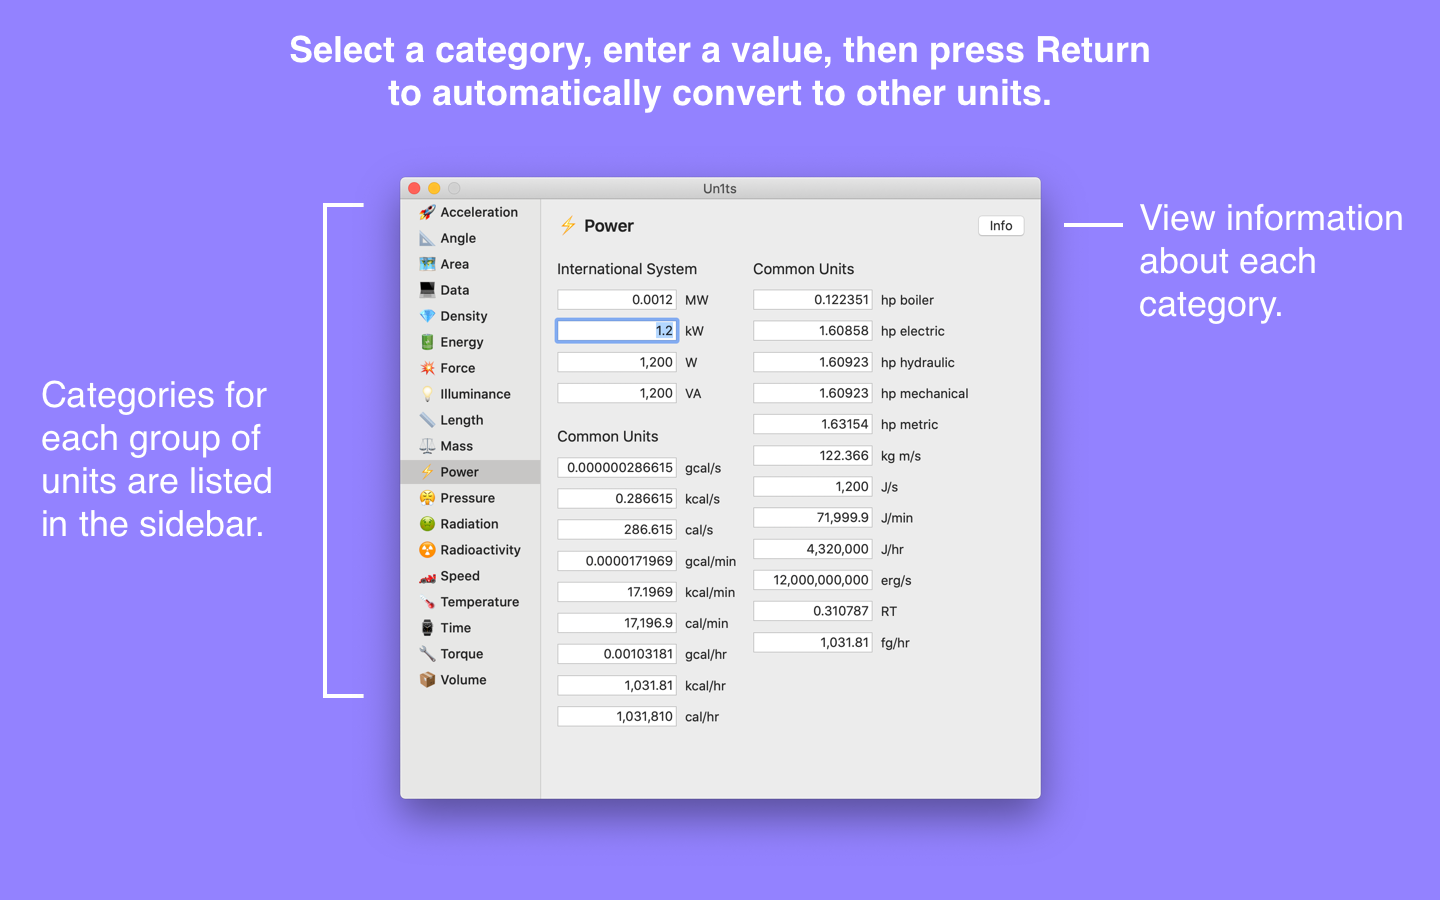 Select a category, enter a value, then press Return
to automatically convert to other units.
Un1ts
Categories for
each group of
units are listed
in the sidebar.
Acceleration
Angle
Area
Data
Density
Energy
Force
Illuminance
Length
Mass
Power
Pressure
Radiation
Radioactivity
Speed
Temperature
Time
Torque
Volume
Power
Info
International System
0.0012 MW
1.2 kW
1,200 W
1,200 VA
Common Units
0.000000286615 gcal/s
0.286615 kcal/s
286.615 cal/s
0.0000171969 gcal/min
17.1969 kcal/min
17,196.9 cal/min
0.00103181 gcal/hr
1,031.81 kcal/hr
1,031,810 cal/hr
Common Units
0.122351 hp boiler
1.60858 hp electric
1.60923 hp hydraulic
1.60923 hp mechanical
1.63154 hp metric
122.366 kg m/s
1,200 J/s
71,999.9 J/min
4,320,000 J/hr
12,000,000,000 erg/s
0.310787 RT
1,031.81 fg/hr
View information
about each
category.